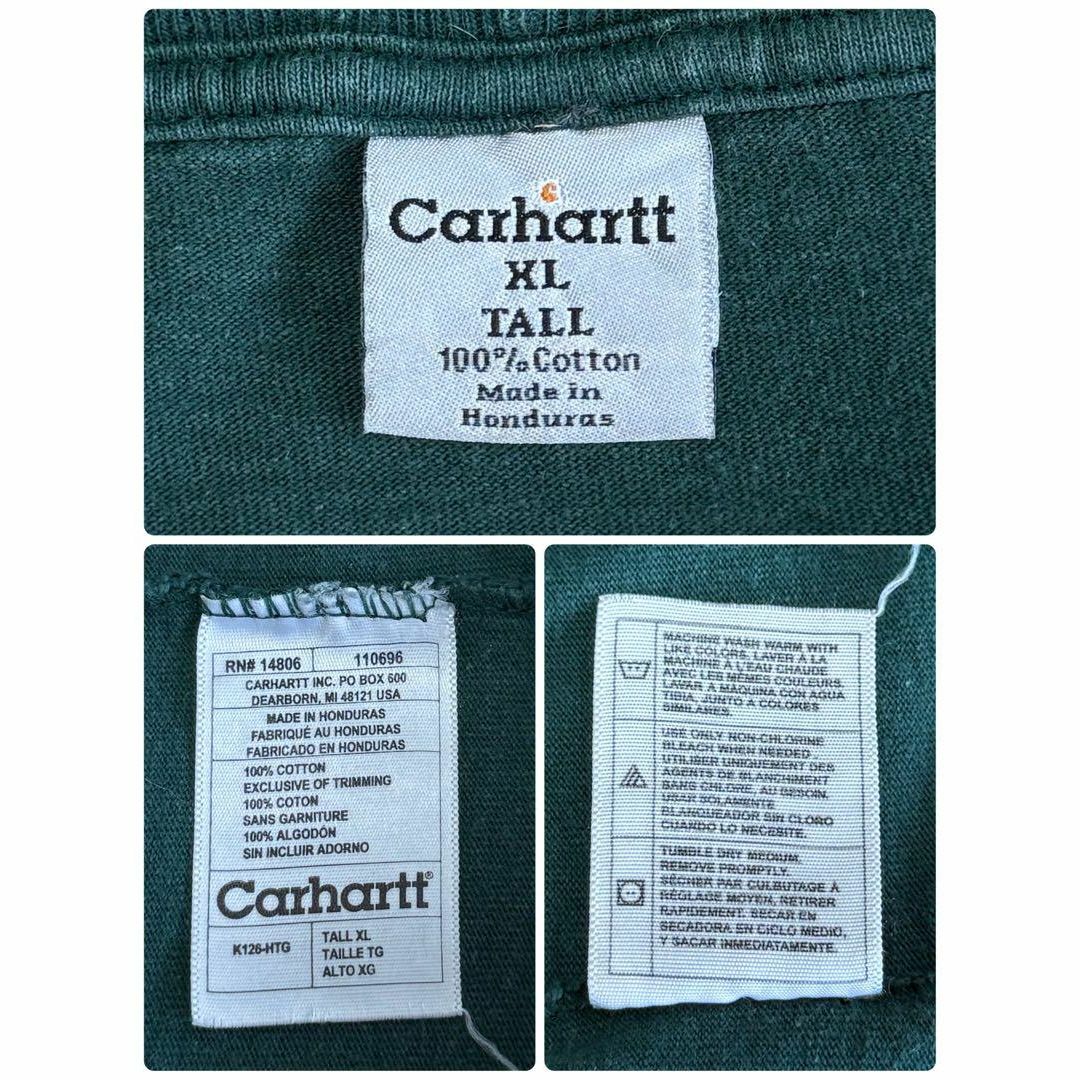 Carhartt
XL
TALL
100% Cotton
Made in
Honduras
RN# 14806
110696
CARHARTT INC. PO BOX 600
DEARBORN, MI 48121 USA
MADE IN HONDURAS
FABRIQUÉ AU HONDURAS
FABRICADO EN HONDURAS
100% COTTON
EXCLUSIVE OF TRIMMING
100% COTON
SANS GARNITURE
100% ALGODÓN
SIN INCLUIR ADORNO
Carhartt®
K126-HTG
TALL XL
TAILLE TG
ALTO XG
MACHINE WASH WARM WITH
LIKE COLORS. LAVER À LA
MACHINE À L'EAU CHAUDE
AVEC LES MÊMES COULEURS.
LAVAR A MÁQUINA CON AGUA
TIBIA, JUNTO A COLORES
SIMILARES.
USE ONLY NON-CHLORINE
BLEACH WHEN NEEDED
UTILISER UNIQUEMENT DES
AGENTS DE BLANCHIMENT
SANS CHLORE, AU BESOIN.
USAR SOLAMENTE
BLANQUEADOR SIN CLORO
CUANDO LO NECESITE.
TUMBLE DRY MEDIUM,
REMOVE PROMPTLY.
SÉCHER PAR CULBUTAGE À
RÉGLAGE MOYEN, RETIRER
RAPIDEMENT. SECAR EN
SECADORA EN CICLO MEDIO,
Y SACAR INMEDIATAMENTE.